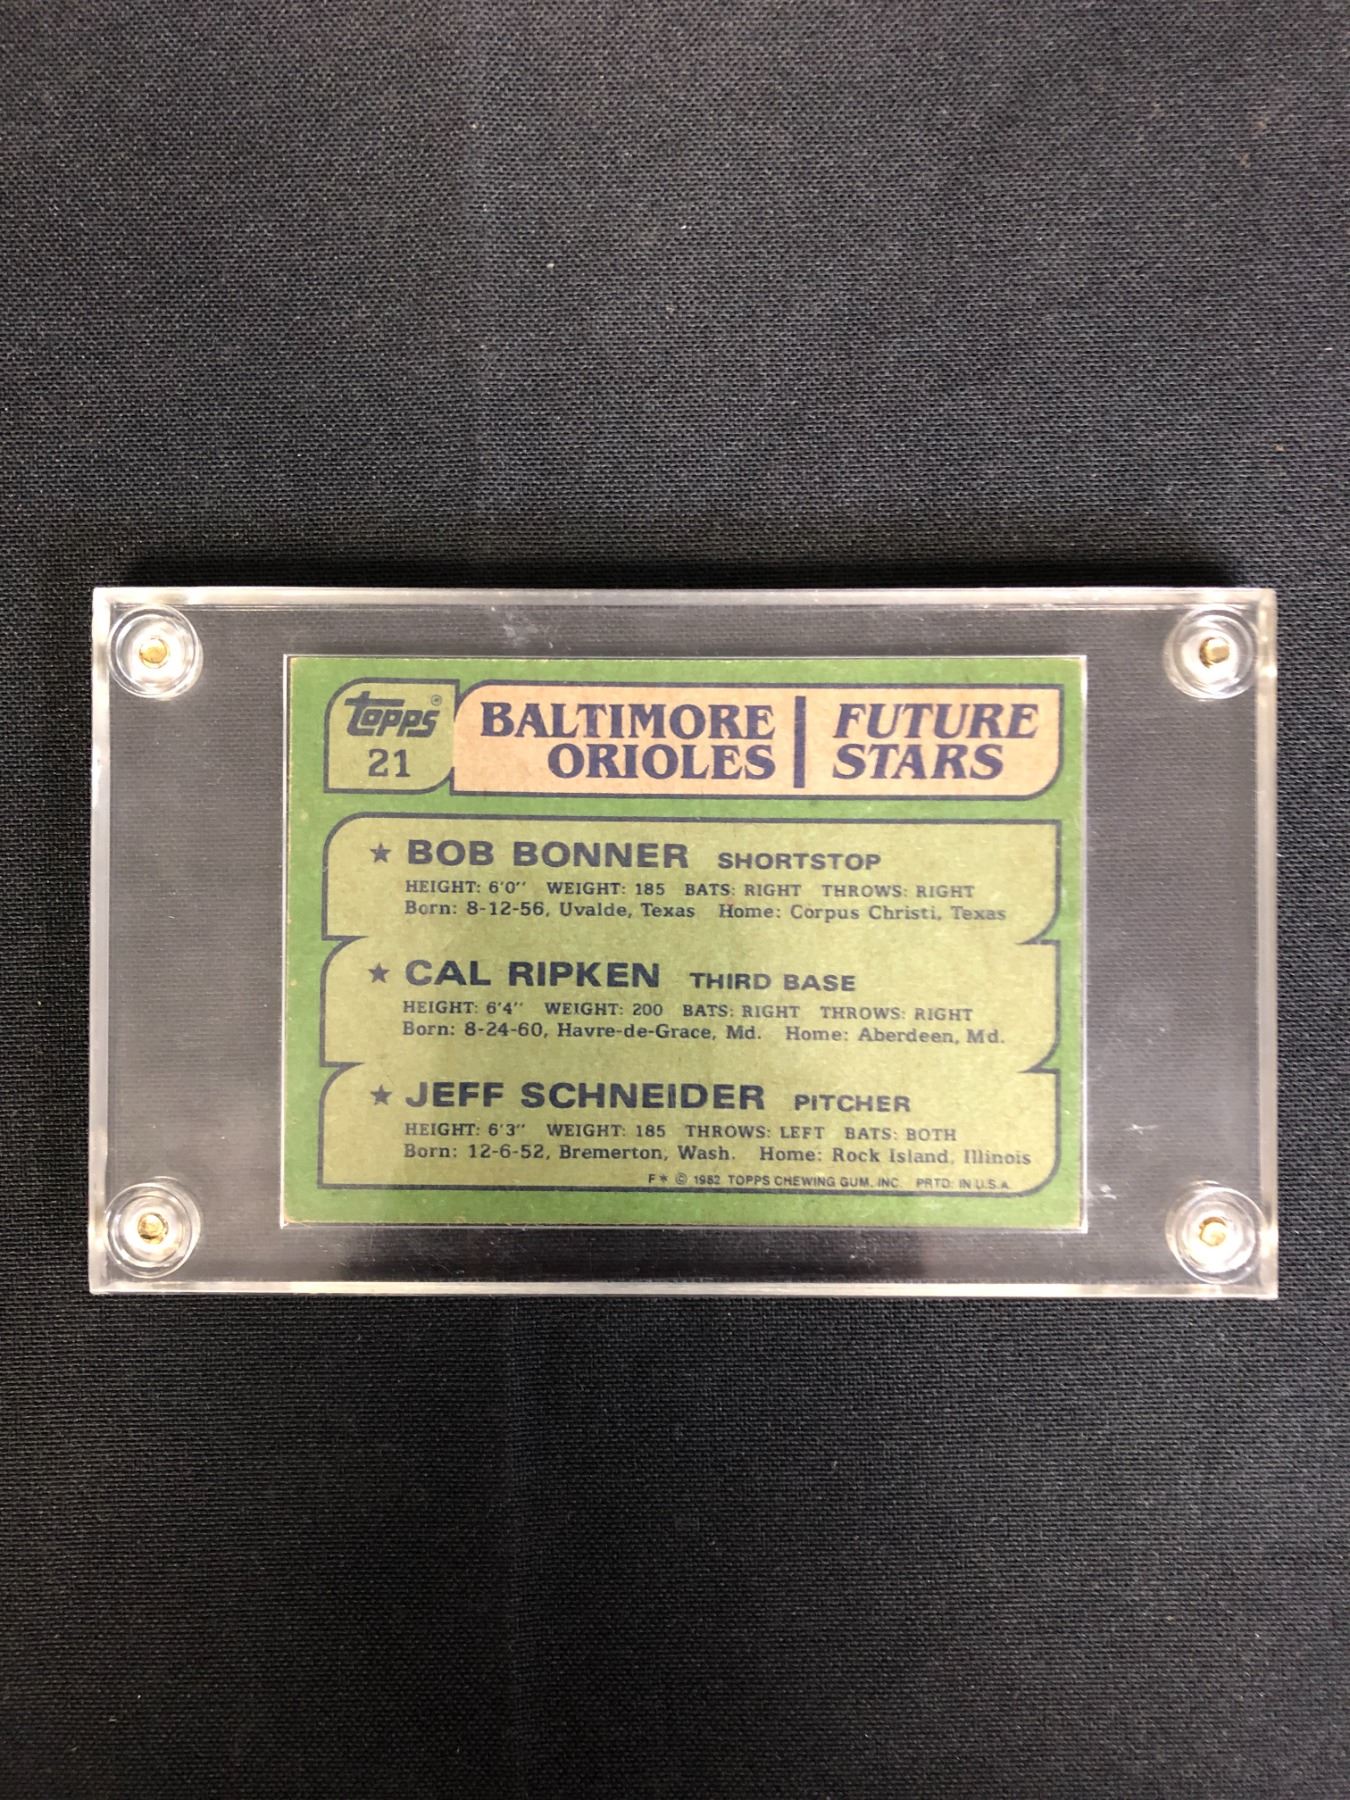 topps®
21
BALTIMORE ORIOLES
FUTURE STARS
★ BOB BONNER SHORTSTOP
HEIGHT: 6'0" WEIGHT: 185 BATS: RIGHT THROWS: RIGHT
Born: 8-12-56, Uvalde, Texas Home: Corpus Christi, Texas
★ CAL RIPKEN THIRD BASE
HEIGHT: 6'4" WEIGHT: 200 BATS: RIGHT THROWS: RIGHT
Born: 8-24-60, Havre-de-Grace, Md. Home: Aberdeen, Md.
★ JEFF SCHNEIDER PITCHER
HEIGHT: 6'3" WEIGHT: 185 THROWS: LEFT BATS: BOTH
Born: 12-6-52, Bremerton, Wash. Home: Rock Island, Illinois
F* © 1982 TOPPS CHEWING GUM, INC. PRTD. IN U.S.A.